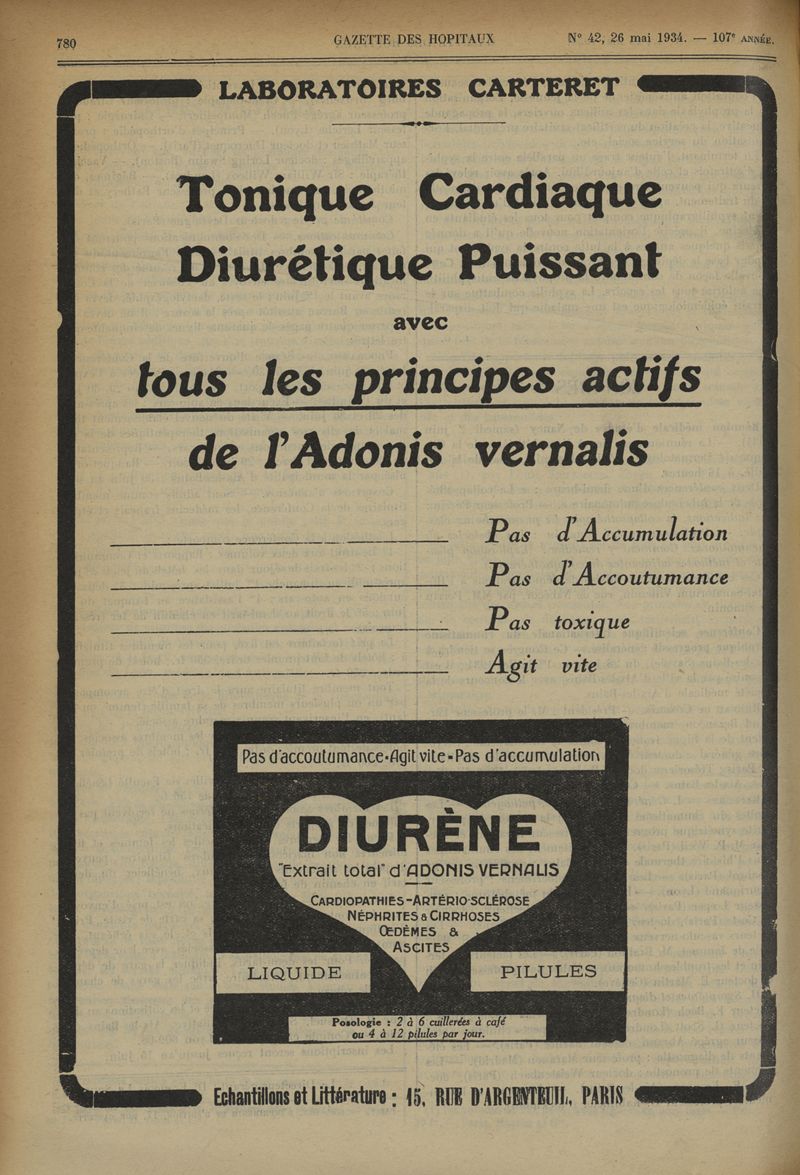 780
GAZETTE DES HOPITAUX
N° 42, 26 mai 1934. — 107e ANNÉE.
LABORATOIRES CARTERET
Tonique Cardiaque
Diurétique Puissant
avec
tous les principes actifs
de l'Adonis vernalis
Pas d'Accumulation
Pas d'Accoutumance
Pas toxique
Agit vite
Pas d'accoutumance-Agit vite-Pas d'accumulation
DIURÈNE
"Extrait total" d'ADONIS VERNALIS
CARDIOPATHIES-ARTÉRIO-SCLÉROSE
NÉPHRITES & CIRRHOSES
ŒDÈMES &
ASCITES
LIQUIDE
PILULES
Posologie : 2 à 6 cuillerées à café
ou 4 à 12 pilules par jour.
Echantillons et Littérature : 15, RUE D'ARGENTEUIL, PARIS